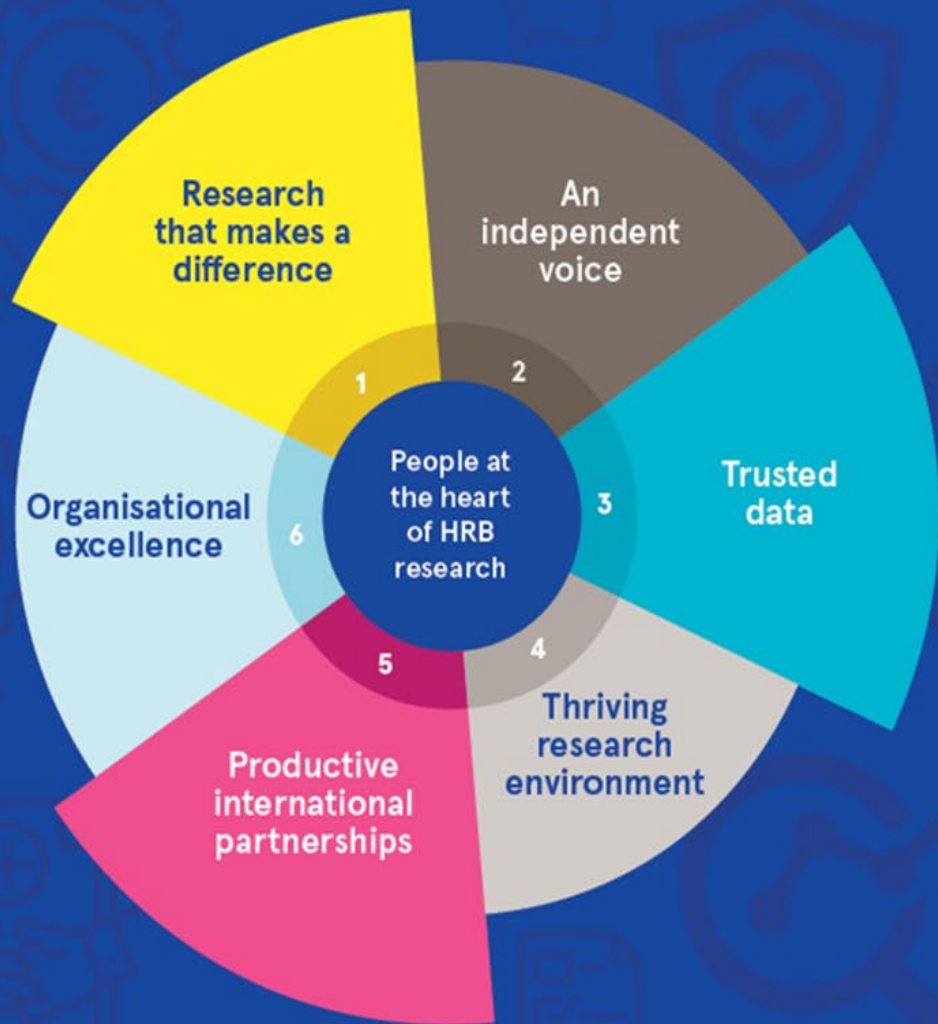 Research
that makes a
difference
1
An
independent
voice
2
Trusted
data
3
Thriving
research
environment
4
Productive
international
partnerships
5
Organisational
excellence
6
People at
the heart
of HRB
research
€